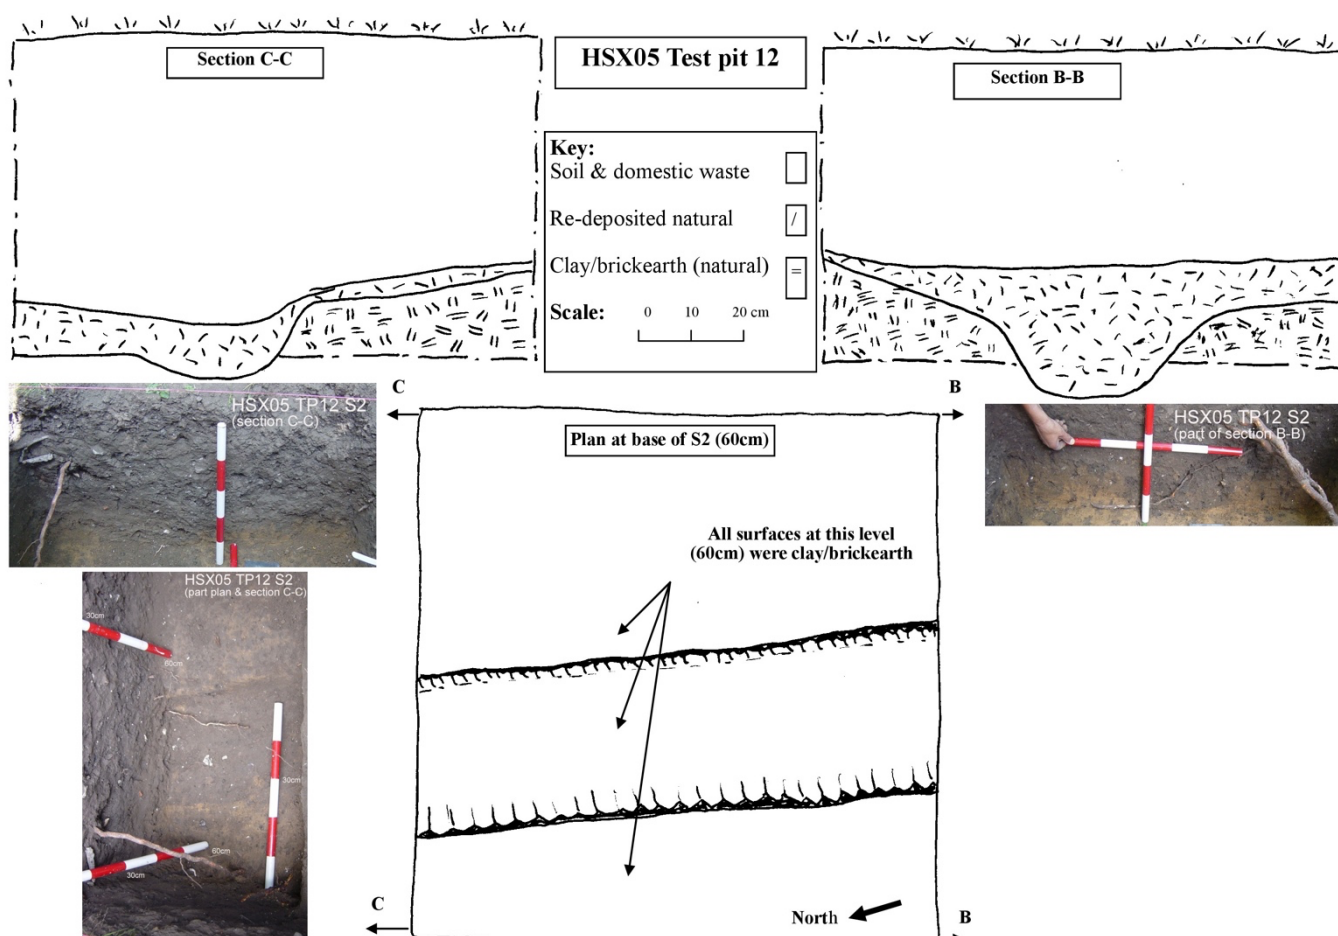 Section C-C
HSX05 Test pit 12
Section B-B
Key:
Soil & domestic waste
Re-deposited natural /
Clay/brickearth (natural) =
Scale: 0 10 20 cm
C
B
HSX05 TP12 S2
(section C-C)
Plan at base of S2 (60cm)
HSX05 TP12 S2
(part of section B-B)
All surfaces at this level
(60cm) were clay/brickearth
HSX05 TP12 S2
(part plan & section C-C)
30cm
60cm
30cm
60cm
30cm
C
North
B